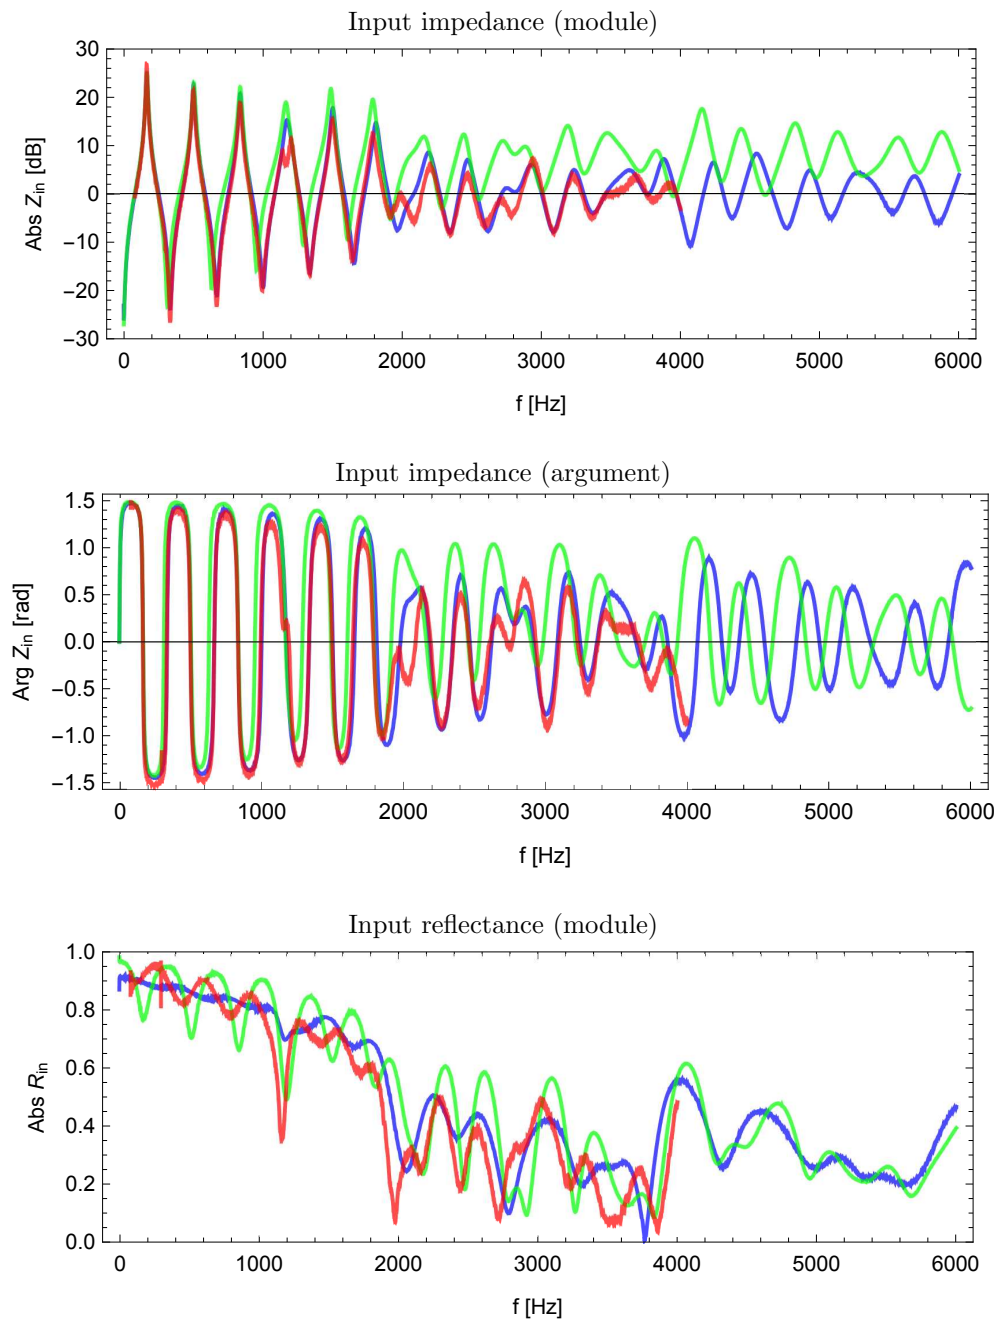 Input impedance (module)
30
20
10
0
−10
−20
−30
Abs Zin [dB]
0 1000 2000 3000 4000 5000 6000
f [Hz]
Input impedance (argument)
1.5
1.0
0.5
0.0
−0.5
−1.0
−1.5
Arg Zin [rad]
0 1000 2000 3000 4000 5000 6000
f [Hz]
Input reflectance (module)
1.0
0.8
0.6
0.4
0.2
0.0
Abs Rin
0 1000 2000 3000 4000 5000 6000
f [Hz]